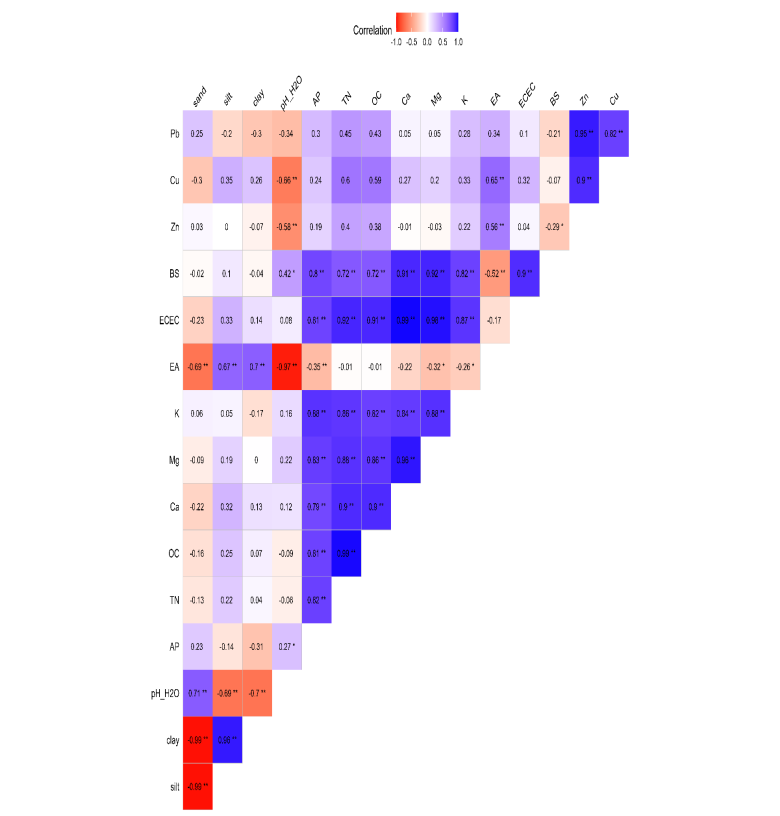 Correlation
-1.0 -0.5 0.0 0.5 1.0
sand silt clay pH_H2O AP TN OC Ca Mg K EA ECEC BS Zn Cu
Pb 0.25 -0.2 -0.3 -0.34 0.3 0.45 0.43 0.05 0.05 0.28 0.34 0.1 -0.21 0.95 ** 0.82 **
Cu -0.3 0.35 0.26 -0.66 ** 0.24 0.6 0.59 0.27 0.2 0.33 0.65 ** 0.32 -0.07 0.9 **
Zn 0.03 0 -0.07 -0.58 ** 0.19 0.4 0.38 -0.01 -0.03 0.22 0.56 ** 0.04 -0.29 *
BS -0.02 0.1 -0.04 0.42 * 0.8 ** 0.72 ** 0.72 ** 0.91 ** 0.92 ** 0.82 ** -0.52 ** 0.9 **
ECEC -0.23 0.33 0.14 0.08 0.81 ** 0.92 ** 0.91 ** 0.99 ** 0.96 ** 0.87 ** -0.17
EA -0.69 ** 0.67 ** 0.7 ** -0.97 ** -0.35 ** -0.01 -0.01 -0.22 -0.32 * -0.26 *
K 0.06 0.05 -0.17 0.16 0.88 ** 0.86 ** 0.82 ** 0.84 ** 0.88 **
Mg -0.09 0.19 0 0.22 0.83 ** 0.88 ** 0.86 ** 0.96 **
Ca -0.22 0.32 0.13 0.12 0.79 ** 0.9 ** 0.9 **
OC -0.16 0.25 0.07 -0.09 0.81 ** 0.99 **
TN -0.13 0.22 0.04 -0.06 0.82 **
AP 0.23 -0.14 -0.31 0.27 *
pH_H2O 0.71 ** -0.69 ** -0.7 **
clay -0.99 ** 0.96 **
silt -0.99 **